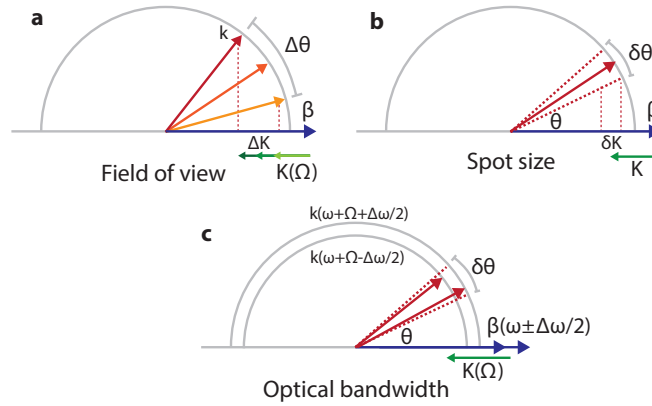 a
k
Δθ
β
ΔK
K(Ω)
Field of view
b
δθ
θ
β
δK
K
Spot size
c
k(ω+Ω+Δω/2)
k(ω+Ω-Δω/2)
δθ
θ
β(ω±Δω/2)
K(Ω)
Optical bandwidth